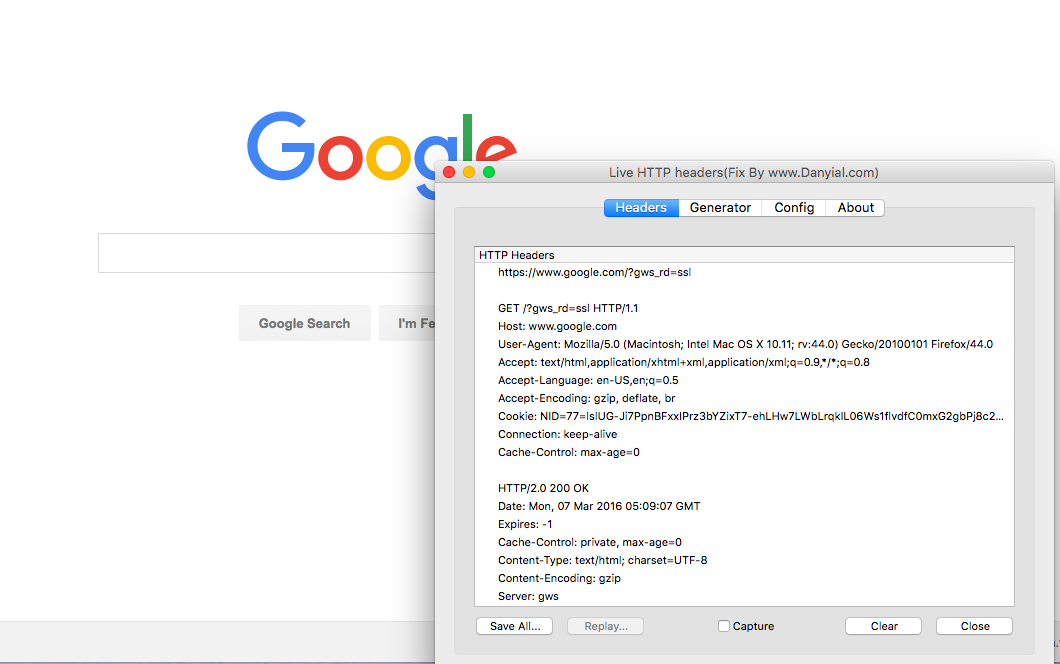 Google
Google Search
I'm Fe
Live HTTP headers(Fix By www.Danyial.com)
Headers Generator Config About
HTTP Headers
https://www.google.com/?gws_rd=ssl
GET /?gws_rd=ssl HTTP/1.1
Host: www.google.com
User-Agent: Mozilla/5.0 (Macintosh; Intel Mac OS X 10.11; rv:44.0) Gecko/20100101 Firefox/44.0
Accept: text/html,application/xhtml+xml,application/xml;q=0.9,*/*;q=0.8
Accept-Language: en-US,en;q=0.5
Accept-Encoding: gzip, deflate, br
Cookie:
Connection: keep-alive
Cache-Control: max-age=0
HTTP/2.0 200 OK
Date: Mon, 07 Mar 2016 05:09:07 GMT
Expires: -1
Cache-Control: private, max-age=0
Content-Type: text/html; charset=UTF-8
Content-Encoding: gzip
Server: gws
Save All... Replay... Capture Clear Close